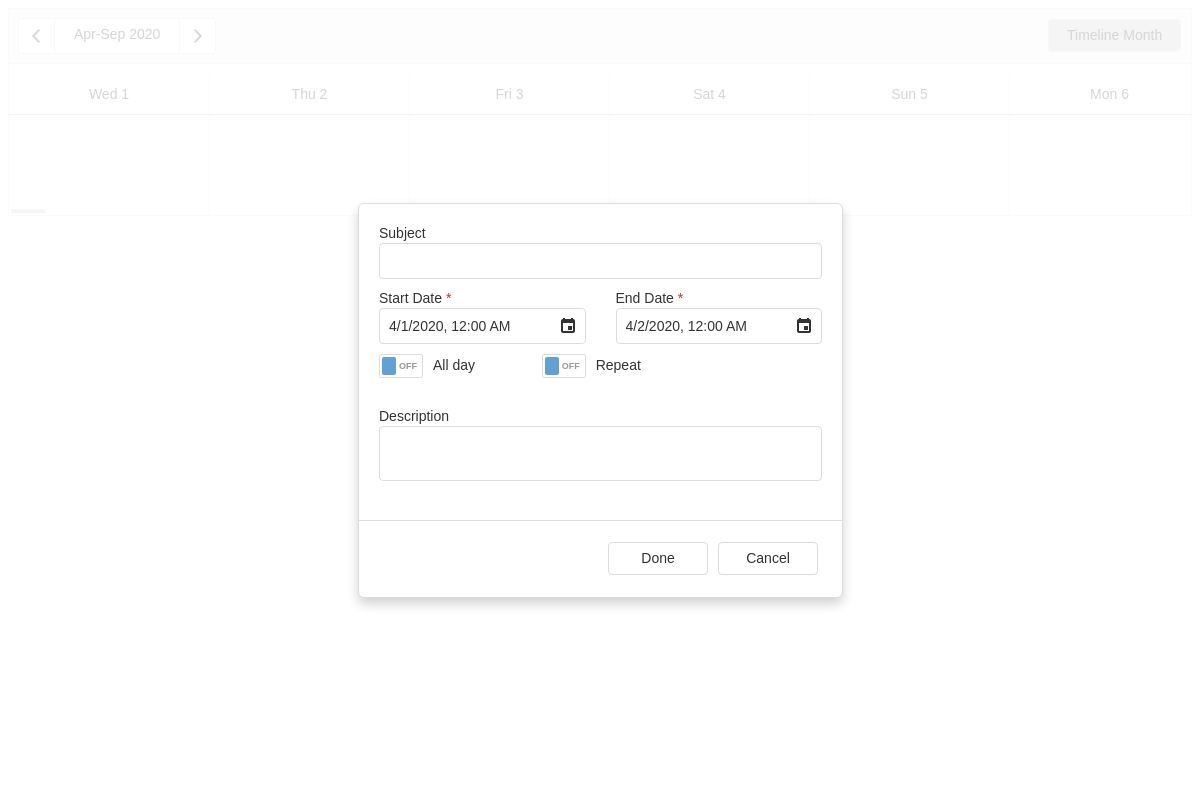 Apr-Sep 2020
Timeline Month
Wed 1 Thu 2 Fri 3 Sat 4 Sun 5 Mon 6
Subject
Start Date * End Date *
4/1/2020, 12:00 AM 4/2/2020, 12:00 AM
OFF All day OFF Repeat
Description
Done Cancel